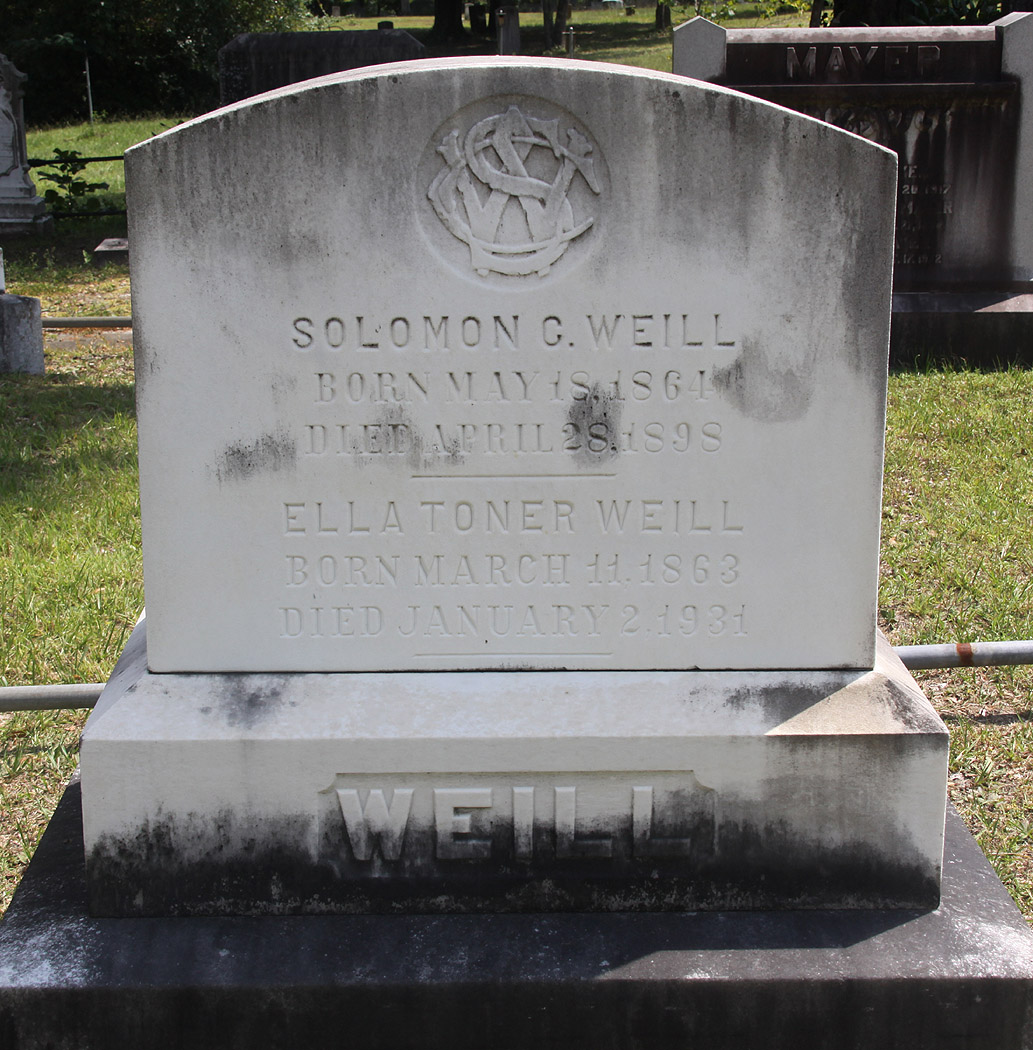 MAYER
SOLOMON G. WEILL
BORN MAY 18, 1864
DIED APRIL 28, 1898
ELLA TONER WEILL
BORN MARCH 11, 1863
DIED JANUARY 2, 1931
WEILL